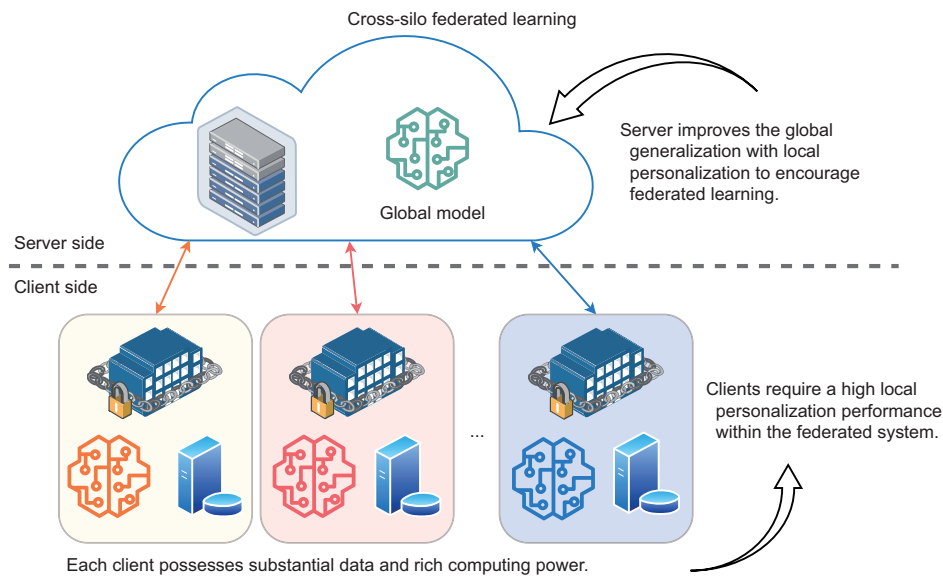 Cross-silo federated learning
Server improves the global
generalization with local
personalization to encourage
federated learning.
Global model
Server side
Client side
...
Clients require a high local
personalization performance
within the federated system.
Each client possesses substantial data and rich computing power.